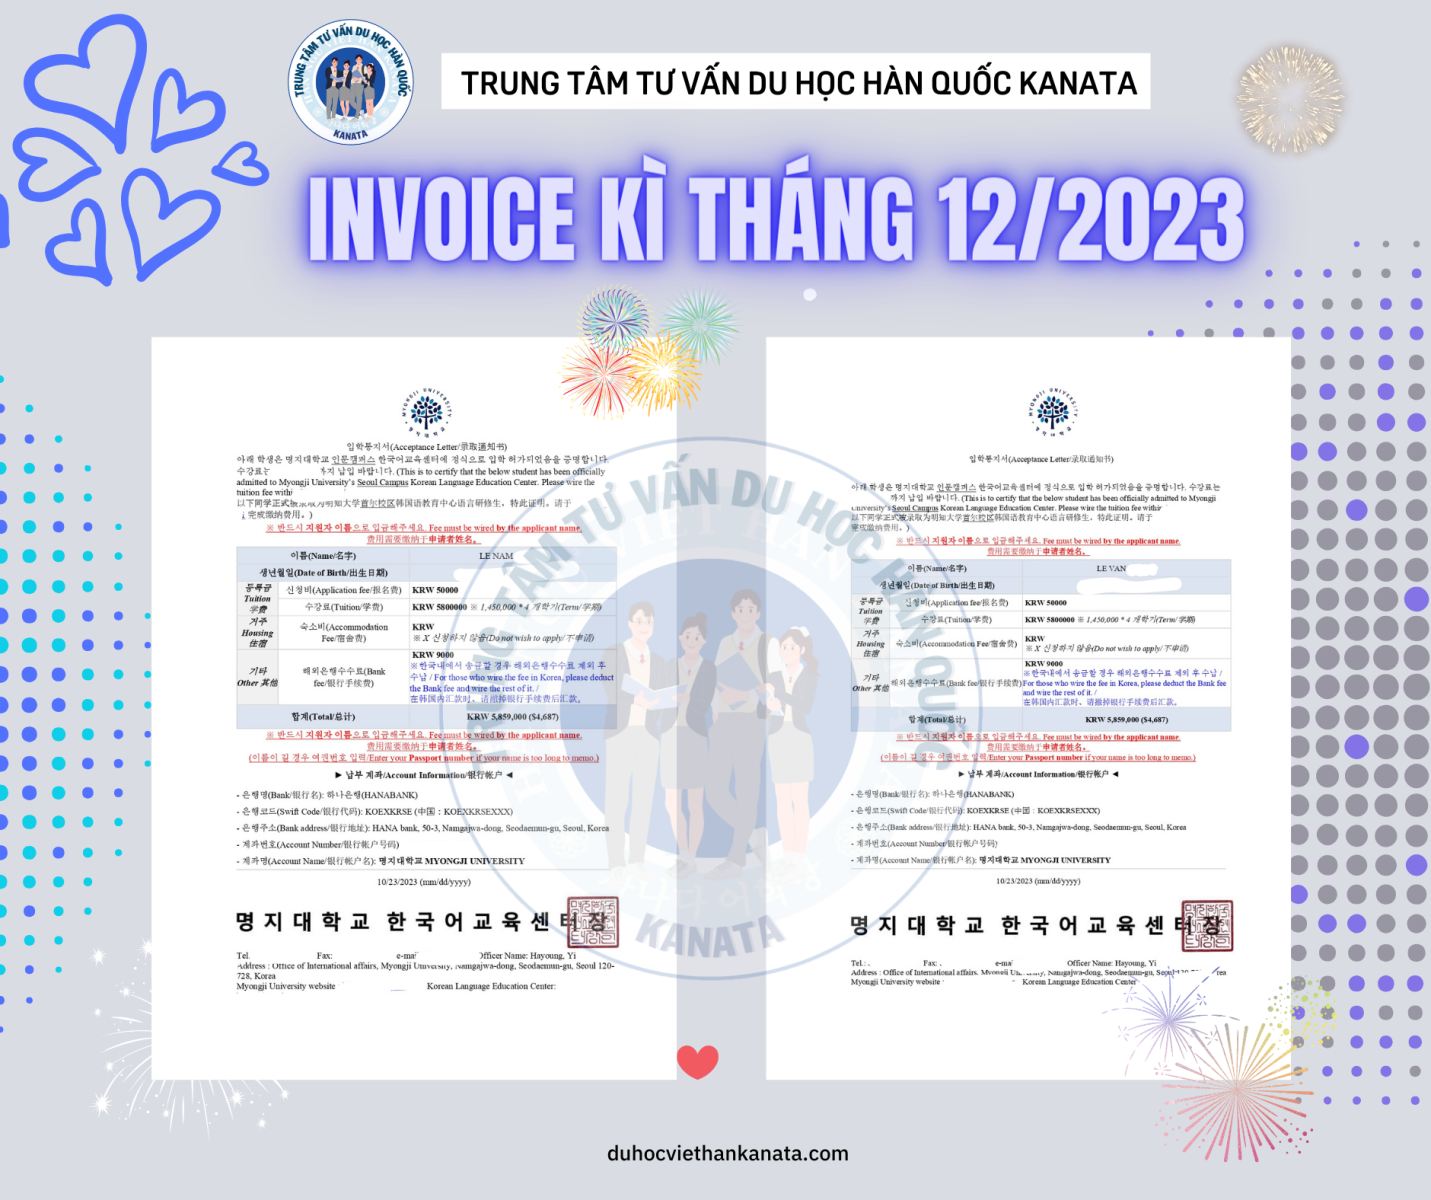 TRUNG TÂM TƯ VẤN DU HỌC HÀN QUỐC
KANATA
TRUNG TÂM TƯ VẤN DU HỌC HÀN QUỐC KANATA
INVOICE KÌ THÁNG 12/2023
MYONGJI UNIVERSITY
입학통지서(Acceptance Letter/录取通知书)
아래 학생은 명지대학교 인문캠퍼스 한국어교육센터에 정식으로 입학 허가되었음을 증명합니다.
수강료는 까지 납입 바랍니다. (This is to certify that the below student has been officially
admitted to Myongji University's Seoul Campus Korean Language Education Center. Please wire the
tuition fee with
以下同学正式被录取为明知大学首尔校区韩国语教育中心语言研修生、特此证明。请于
完成缴纳费用。)
※ 반드시 지원자 이름으로 입금해주세요. Fee must be wired by the applicant name.
费用需要缴纳于申请者姓名。
이름(Name/名字) LE NAM
생년월일(Date of Birth/出生日期)
등록금 Tuition 学费
신청비(Application fee/报名费) KRW 50000
수강료(Tuition/学费) KRW 5800000 ※ 1,450,000 * 4 개학기(Term/学期)
거주 Housing 住宿
숙소비(Accommodation Fee/宿舍费) KRW
※ X 신청하지 않음(Do not wish to apply/不申请)
기타 Other 其他
해외은행수수료(Bank fee/银行手续费) KRW 9000
※한국내에서 송금할 경우 해외은행수수료 제외 후
수납 / For those who wire the fee in Korea, please deduct
the Bank fee and wire the rest of it. /
在韩国内汇款时、请撤掉银行手续费后汇款。
합계(Total/总计) KRW 5,859,000 ($4,687)
※ 반드시 지원자 이름으로 입금해주세요. Fee must be wired by the applicant name.
费用需要缴纳于申请者姓名。
(이름이 길 경우 여권번호 입력/Enter your Passport number if your name is too long to memo.)
► 납부 계좌/Account Information/银行帐户 ◄
- 은행명(Bank/银行名): 하나은행(HANABANK)
- 은행코드(Swift Code/银行代码): KOEXKRSE (中国 : KOEXKRSEXXX)
- 은행주소(Bank address/银行地址): HANA bank, 50-3, Namgajwa-dong, Seodaemun-gu, Seoul, Korea
- 계좌번호(Account Number/银行帐户号码)
- 계좌명(Account Name/银行帐户名): 명지대학교 MYONGJI UNIVERSITY
10/23/2023 (mm/dd/yyyy)
명지대학교 한국어교육센터장
Tel. Fax: Officer Name: Hayoung, Yi
Address : Office of International affairs, Myongji University, Namgajwa-dong, Seodaemun-gu, Seoul 120-
728, Korea
Myongji University website Korean Language Education Center:
입학통지서(Acceptance Letter/录取通知书)
아래 학생은 명지대학교 인문캠퍼스 한국어교육센터에 정식으로 입학 허가되었음을 증명합니다. 수강료는
까지 납입 바랍니다. (This is to certify that the below student has been officially admitted to Myongji
University's Seoul Campus Korean Language Education Center. Please wire the tuition fee within
以下同学正式被录取为明知大学首尔校区韩国语教育中心语言研修生、特此证明。请于
完成缴纳费用。)
※ 반드시 지원자 이름으로 입금해주세요. Fee must be wired by the applicant name.
费用需要缴纳于申请者姓名。
이름(Name/名字) LE VAN
생년월일(Date of Birth/出生日期)
등록금 Tuition 学费
신청비(Application fee/报名费) KRW 50000
수강료(Tuition/学费) KRW 5800000 ※ 1,450,000 * 4 개학기(Term/学期)
거주 Housing 住宿
숙소비(Accommodation Fee/宿舍费) KRW
※ X 신청하지 않음(Do not wish to apply/不申请)
기타 Other 其他
해외은행수수료(Bank fee/银行手续费) KRW 9000
※한국내에서 송금할 경우 해외은행수수료 제외 후 수납 /
For those who wire the fee in Korea, please deduct the Bank fee
and wire the rest of it. /
在韩国内汇款时、请撤掉银行手续费后汇款。
합계(Total/总计) KRW 5,859,000 ($4,687)
※ 반드시 지원자 이름으로 입금해주세요. Fee must be wired by the applicant name.
费用需要缴纳于申请者姓名。
(이름이 길 경우 여권번호 입력/Enter your Passport number if your name is too long to memo.)
► 납부 계좌/Account Information/银行帐户 ◄
- 은행명(Bank/银行名): 하나은행(HANABANK)
- 은행코드(Swift Code/银行代码): KOEXKRSE (中国 : KOEXKRSEXXX)
- 은행주소(Bank address/银行地址): HANA bank, 50-3, Namgajwa-dong, Seodaemun-gu, Seoul, Korea
- 계좌번호(Account Number/银行帐户号码)
- 계좌명(Account Name/银行帐户名): 명지대학교 MYONGJI UNIVERSITY
10/23/2023 (mm/dd/yyyy)
명지대학교 한국어교육센터장
Tel.: Fax: Officer Name: Hayoung, Yi
Address : Office of International affairs, Namgajwa-dong, Seodaemun-gu,
Myongji University website Korean Language Education Center
TRUNG TÂM TƯ VẤN DU HỌC HÀN QUỐC
KANATA
duhocviethankanata.com